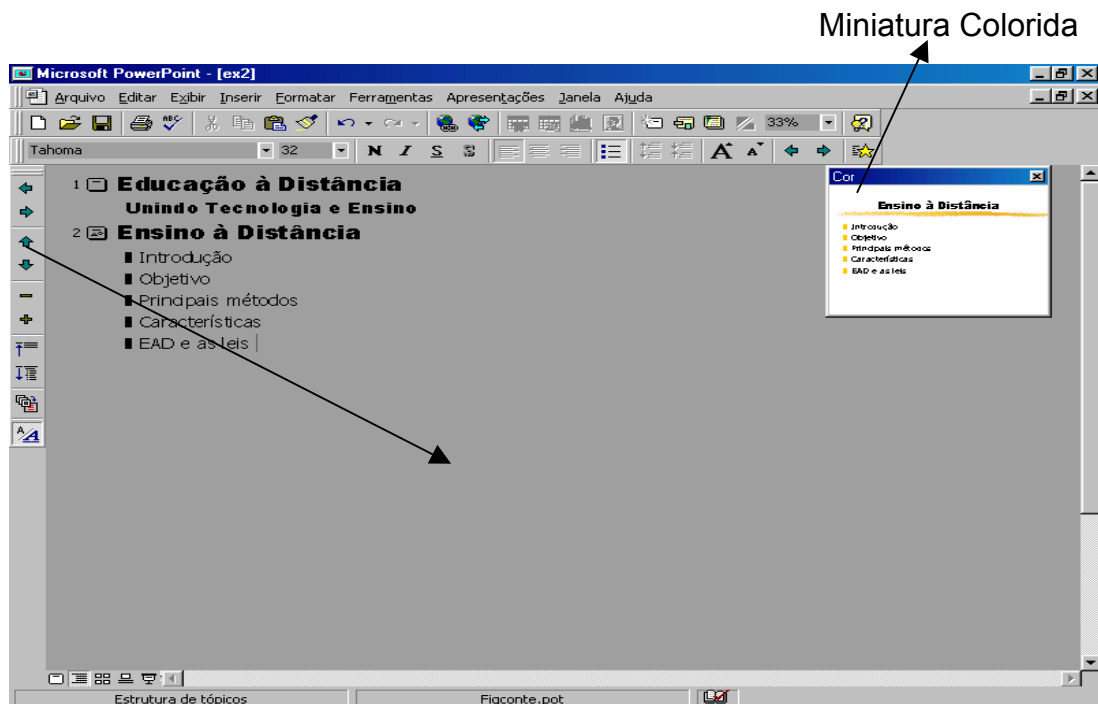 Miniatura Colorida
Microsoft PowerPoint - [ex2]
Arquivo Editar Exibir Inserir Formatar Ferramentas Apresentações Janela Ajuda
ABC 33%
Tahoma 32 N I S S A A
1 Educação à Distância
Unindo Tecnologia e Ensino
2 Ensino à Distância
Introdução
Objetivo
Principais métodos
Características
EAD e as leis
Cor
Ensino à Distância
Introdução
Objetivo
Principais métodos
Características
EAD e as leis
A/A
Estrutura de tópicos Figconte.pot